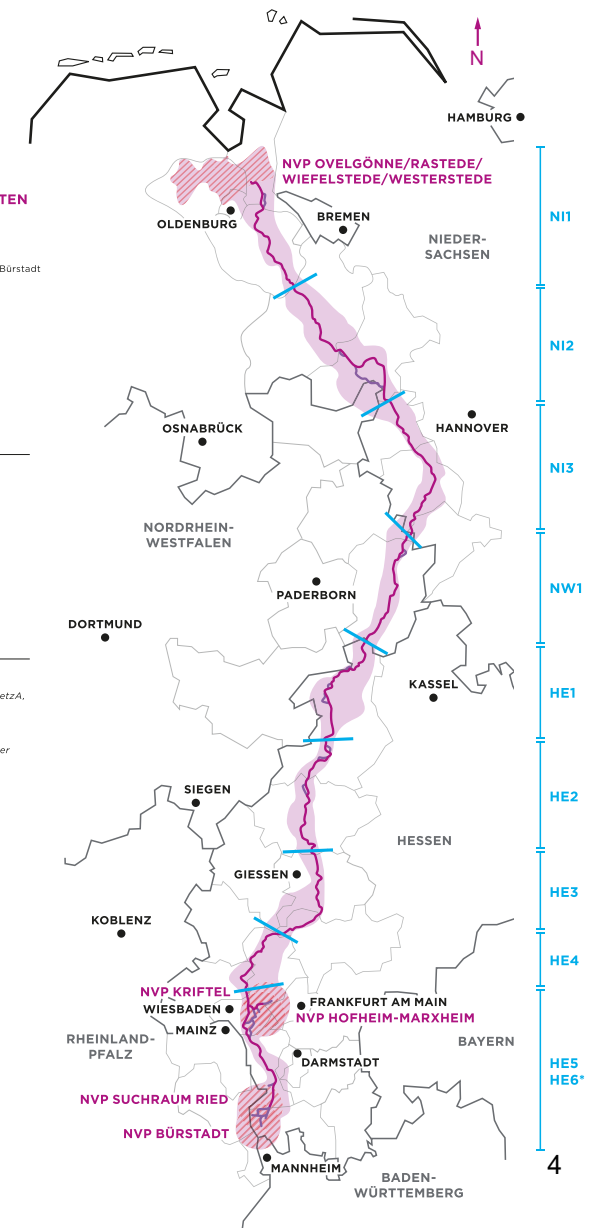 N
HAMBURG
NVP OVELGÖNNE/RASTEDE/
WIEFELSTEDE/WESTERSTEDE
TEN
OLDENBURG
BREMEN
NI1
NIEDER-
SACHSEN
Bürstadt
NI2
OSNABRÜCK
HANNOVER
NI3
NORDRHEIN-
WESTFALEN
PADERBORN
NW1
DORTMUND
KASSEL
etzA,
HE1
er
SIEGEN
HE2
HESSEN
GIESSEN
HE3
KOBLENZ
HE4
NVP KRIFTEL
WIESBADEN
FRANKFURT AM MAIN
NVP HOFHEIM-MARXHEIM
MAINZ
RHEINLAND-
PFALZ
BAYERN
DARMSTADT
HE5
HE6*
NVP SUCHRAUM RIED
NVP BÜRSTADT
MANNHEIM
4
BADEN-
WÜRTTEMBERG